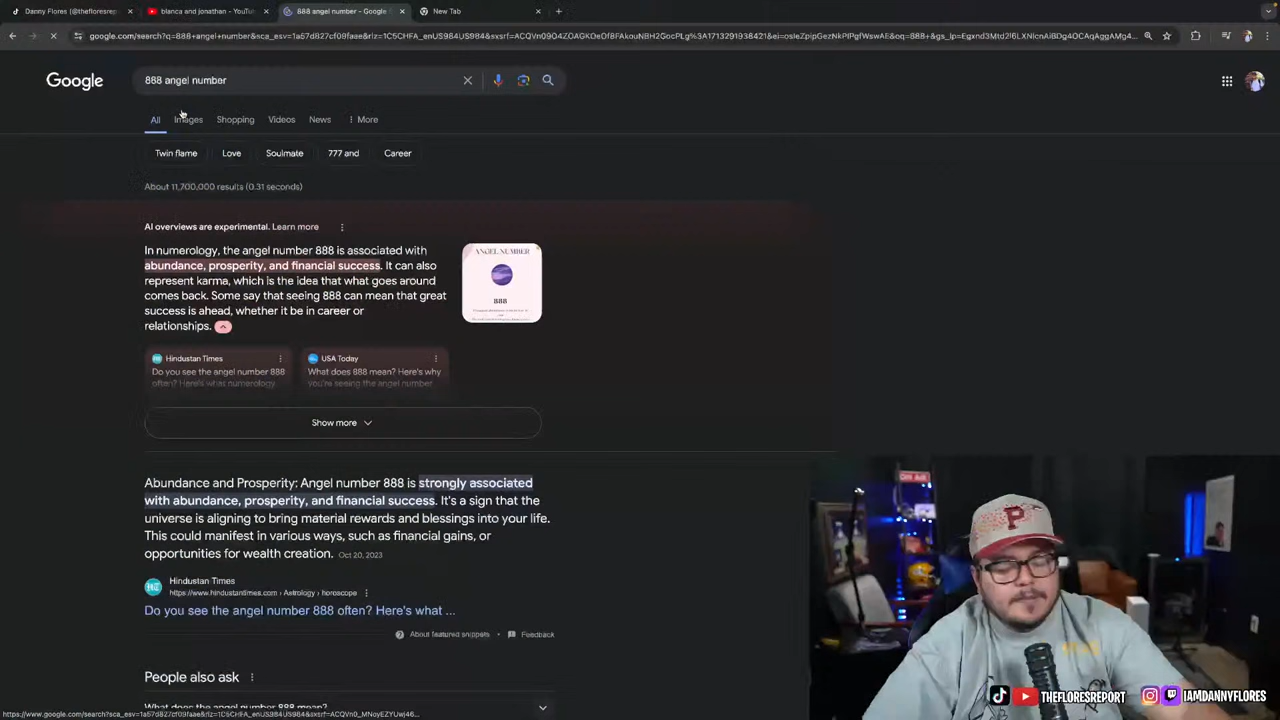 Danny Flores (@thefloresrep
blanca and jonathan - YouTu
888 angel number - Google
New Tab
Google
888 angel number
All
Images
Shopping
Videos
News
More
Twin flame
Love
Soulmate
777 and
Career
About 11,700,000 results (0.31 seconds)
AI overviews are experimental. Learn more
In numerology, the angel number 888 is associated with
abundance, prosperity, and financial success. It can also
represent karma, which is the idea that what goes around
comes back. Some say that seeing 888 can mean that great
success is coming, whether it be in career or
relationships.
ANGEL NUMBER
888
Hindustan Times
Do you see the angel number 888
often? Here's what numerology
USA Today
What does 888 mean? Here's why
you're seeing the angel number
Show more
Abundance and Prosperity: Angel number 888 is strongly associated
with abundance, prosperity, and financial success. It's a sign that the
universe is aligning to bring material rewards and blessings into your life.
This could manifest in various ways, such as financial gains, or
opportunities for wealth creation. Oct 20, 2023
Hindustan Times
https://www.hindustantimes.com › Astrology › horoscope
Do you see the angel number 888 often? Here's what ...
About featured snippets • Feedback
People also ask
What does the angel number 888 mean?
P
THEFLORESREPORT
IAMDANNYFLORES